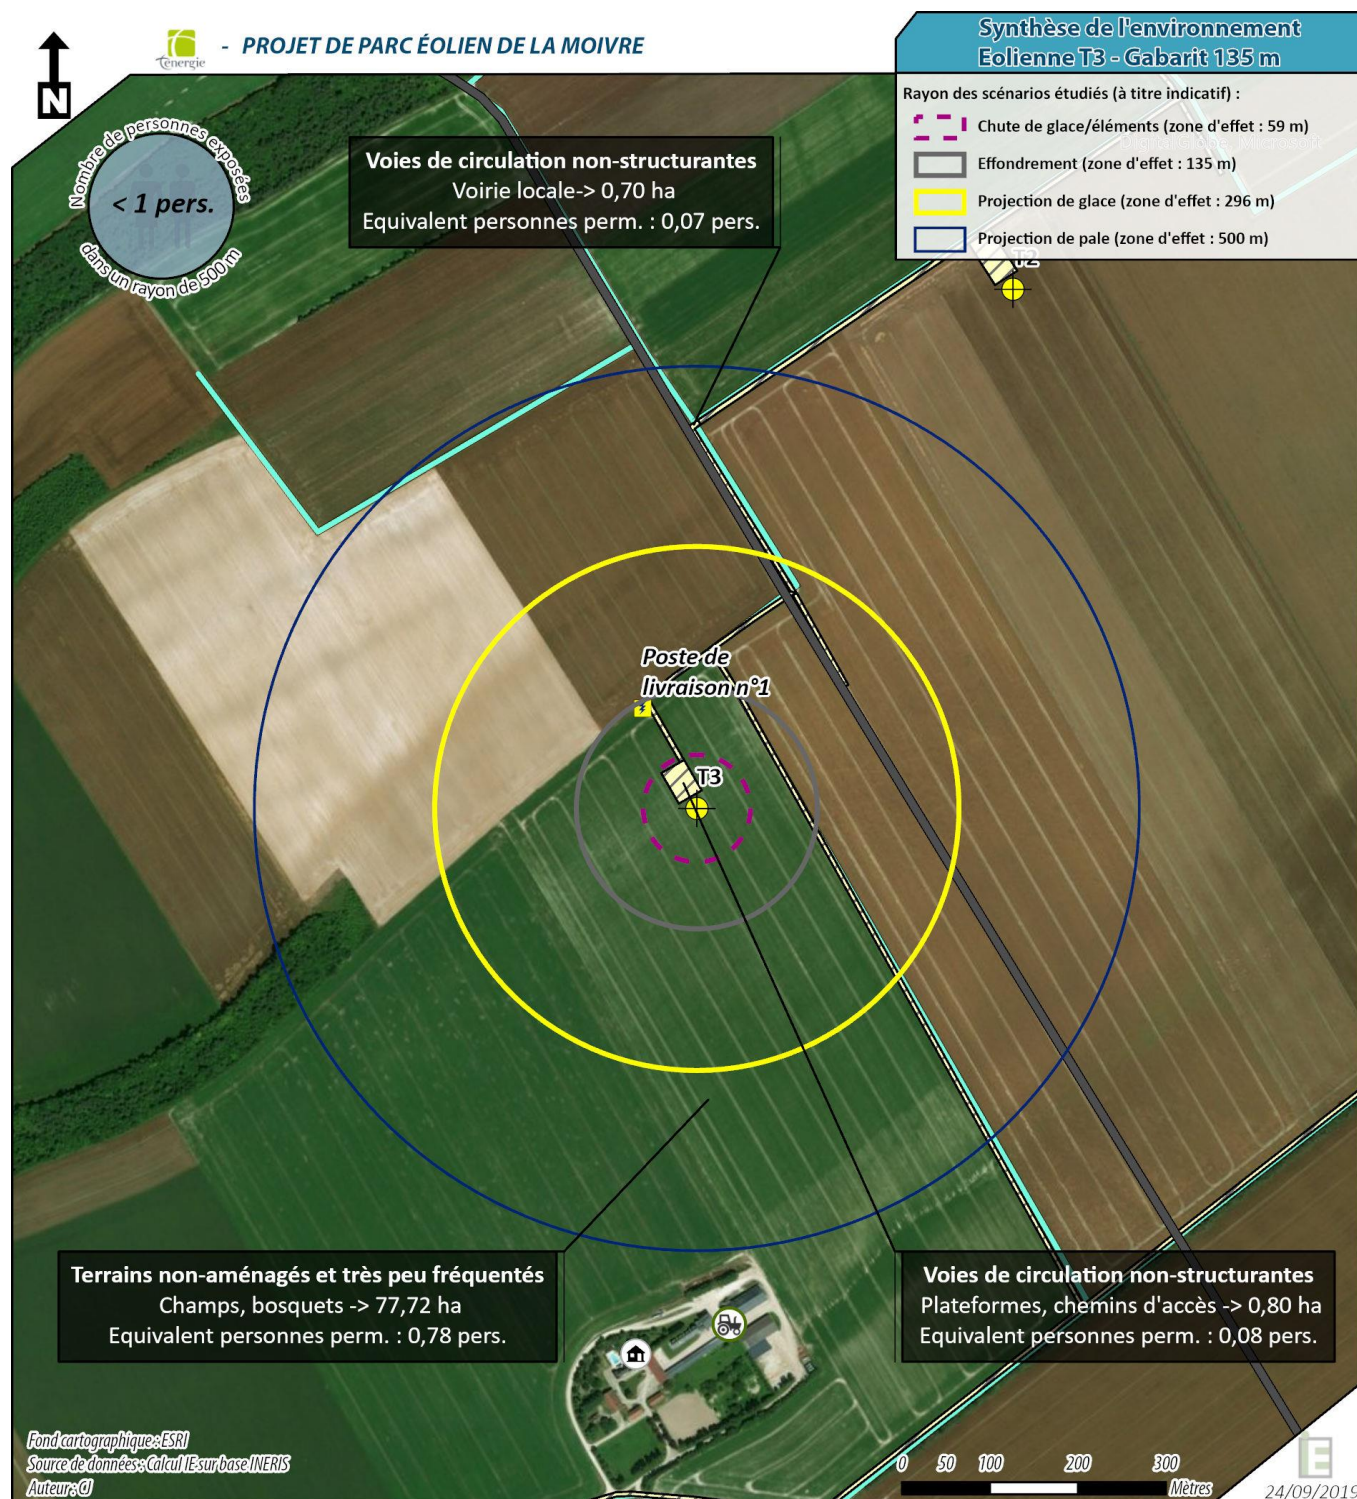 N
ténergie
- PROJET DE PARC ÉOLIEN DE LA MOIVRE
Synthèse de l'environnement
Eolienne T3 - Gabarit 135 m
Rayon des scénarios étudiés (à titre indicatif) :
Chute de glace/éléments (zone d'effet : 59 m)
Effondrement (zone d'effet : 135 m)
Projection de glace (zone d'effet : 296 m)
Projection de pale (zone d'effet : 500 m)
Nombre de personnes exposées
< 1 pers.
dans un rayon de 500 m
Voies de circulation non-structurantes
Voirie locale-> 0,70 ha
Equivalent personnes perm. : 0,07 pers.
T2
Poste de
livraison n°1
T3
Terrains non-aménagés et très peu fréquentés
Champs, bosquets -> 77,72 ha
Equivalent personnes perm. : 0,78 pers.
Voies de circulation non-structurantes
Plateformes, chemins d'accès -> 0,80 ha
Equivalent personnes perm. : 0,08 pers.
Fond cartographique : ESRI
Source de données : Calcul IE sur base INERIS
Auteur : CJ
0 50 100 200 300
Mètres
IE
24/09/2019